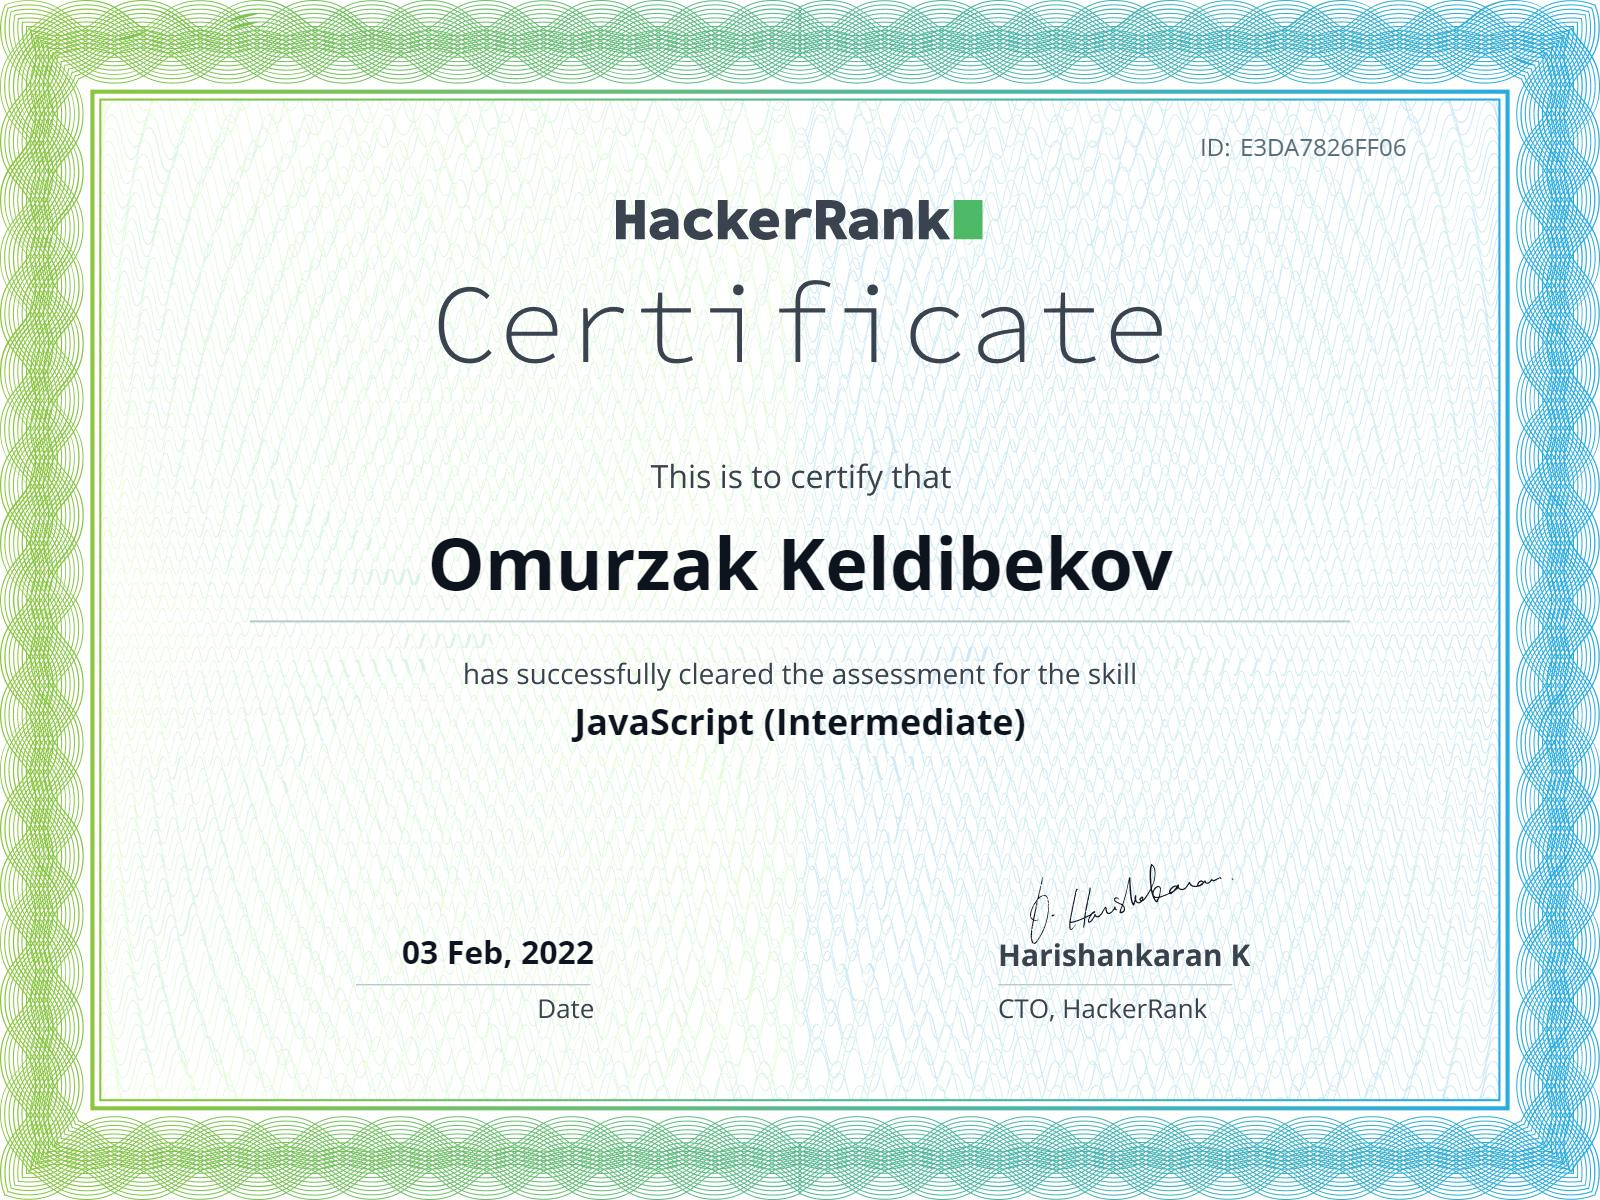 ID: E3DA7826FF06
HackerRank
Certificate
This is to certify that
Omurzak Keldibekov
has successfully cleared the assessment for the skill
JavaScript (Intermediate)
J. Harishankaran
03 Feb, 2022
Harishankaran K
Date
CTO, HackerRank